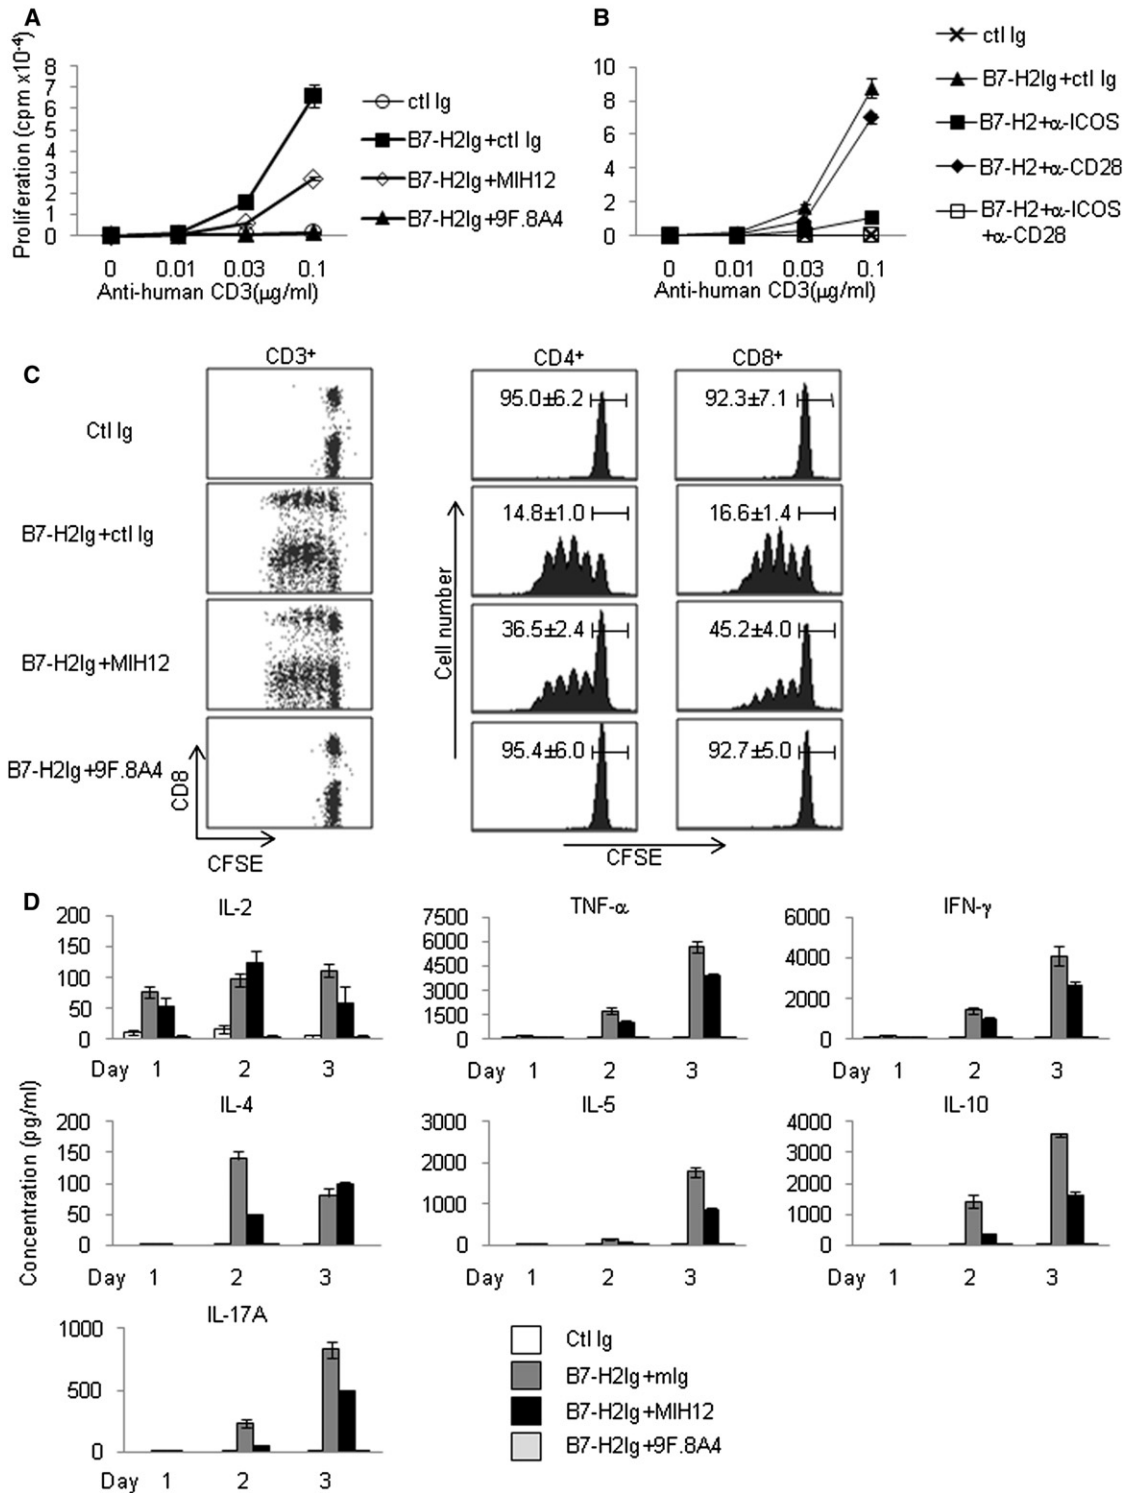 A
Proliferation (cpm x10-4)
8
7
6
5
4
3
2
1
0
0 0.01 0.03 0.1
Anti-human CD3(μg/ml)
ctl Ig
B7-H2Ig+ctl Ig
B7-H2Ig+MIH12
B7-H2Ig+9F.8A4
B
10
8
6
4
2
0
0 0.01 0.03 0.1
Anti-human CD3(μg/ml)
ctl Ig
B7-H2Ig+ctl Ig
B7-H2+α-ICOS
B7-H2+α-CD28
B7-H2+α-ICOS
+α-CD28
C
CD3+ CD4+ CD8+
Ctl Ig
95.0±6.2 92.3±7.1
B7-H2Ig+ctl Ig
14.8±1.0 16.6±1.4
B7-H2Ig+MIH12
36.5±2.4 45.2±4.0
B7-H2Ig+9F.8A4
95.4±6.0 92.7±5.0
Cell number
CD8
CFSE
CFSE
D
Concentration (pg/ml)
IL-2
200
150
100
50
0
Day 1 2 3
TNF-α
7500
6000
4500
3000
1500
0
Day 1 2 3
IFN-γ
6000
4000
2000
0
Day 1 2 3
IL-4
200
150
100
50
0
Day 1 2 3
IL-5
3000
2000
1000
0
Day 1 2 3
IL-10
4000
3000
2000
1000
0
Day 1 2 3
IL-17A
1000
500
0
Day 1 2 3
Ctl Ig
B7-H2Ig+mIg
B7-H2Ig+MIH12
B7-H2Ig+9F.8A4